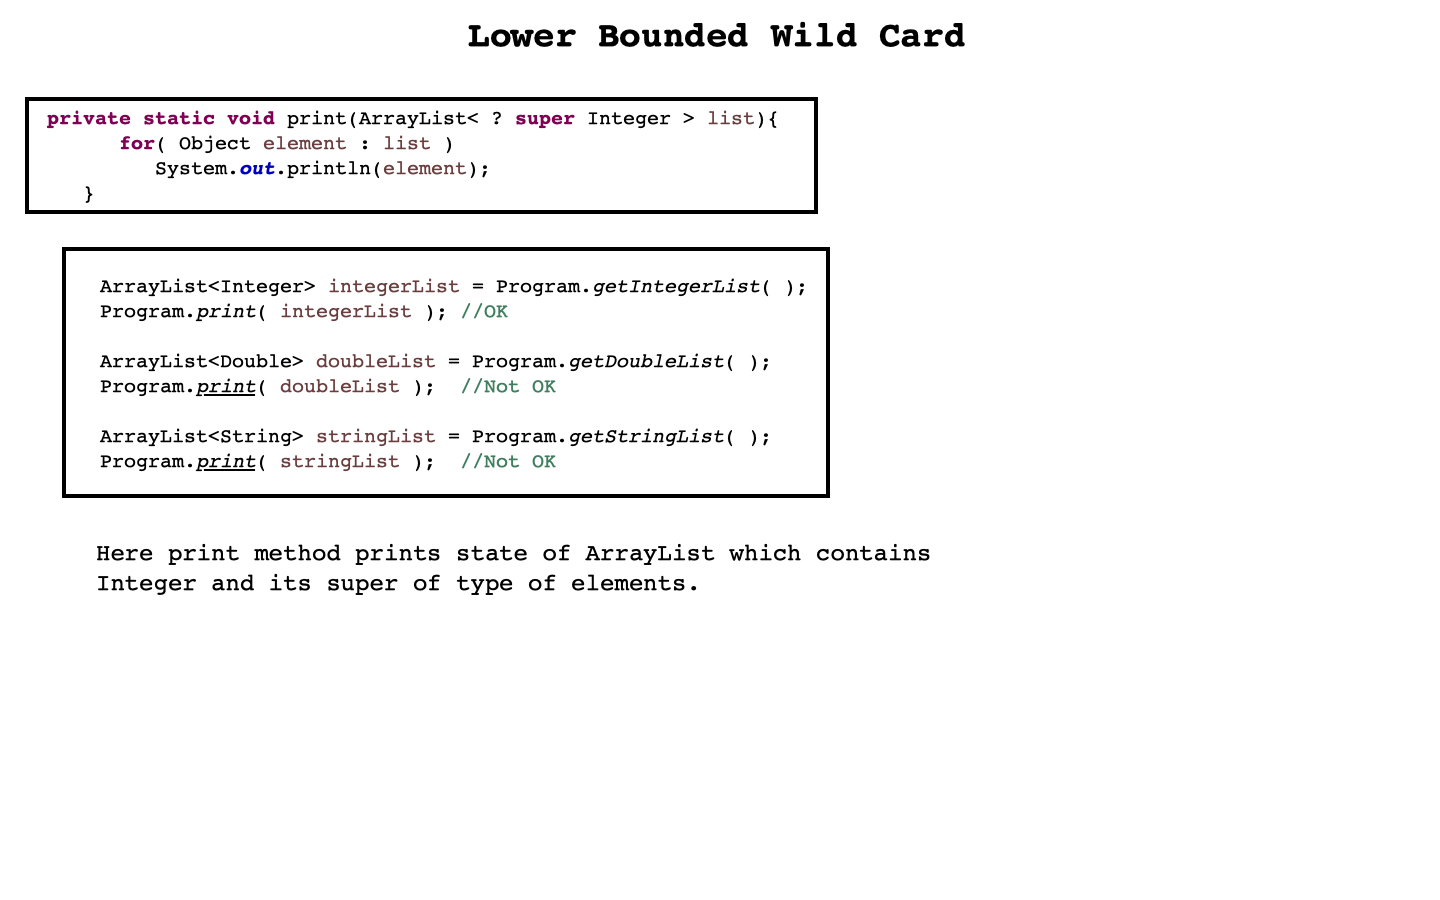 Lower Bounded Wild Card
private static void print(ArrayList< ? super Integer > list){
for( Object element : list )
System.out.println(element);
}
ArrayList<Integer> integerList = Program.getIntegerList( );
Program.print( integerList ); //OK
ArrayList<Double> doubleList = Program.getDoubleList( );
Program.print( doubleList );  //Not OK
ArrayList<String> stringList = Program.getStringList( );
Program.print( stringList );  //Not OK
Here print method prints state of ArrayList which contains
Integer and its super of type of elements.